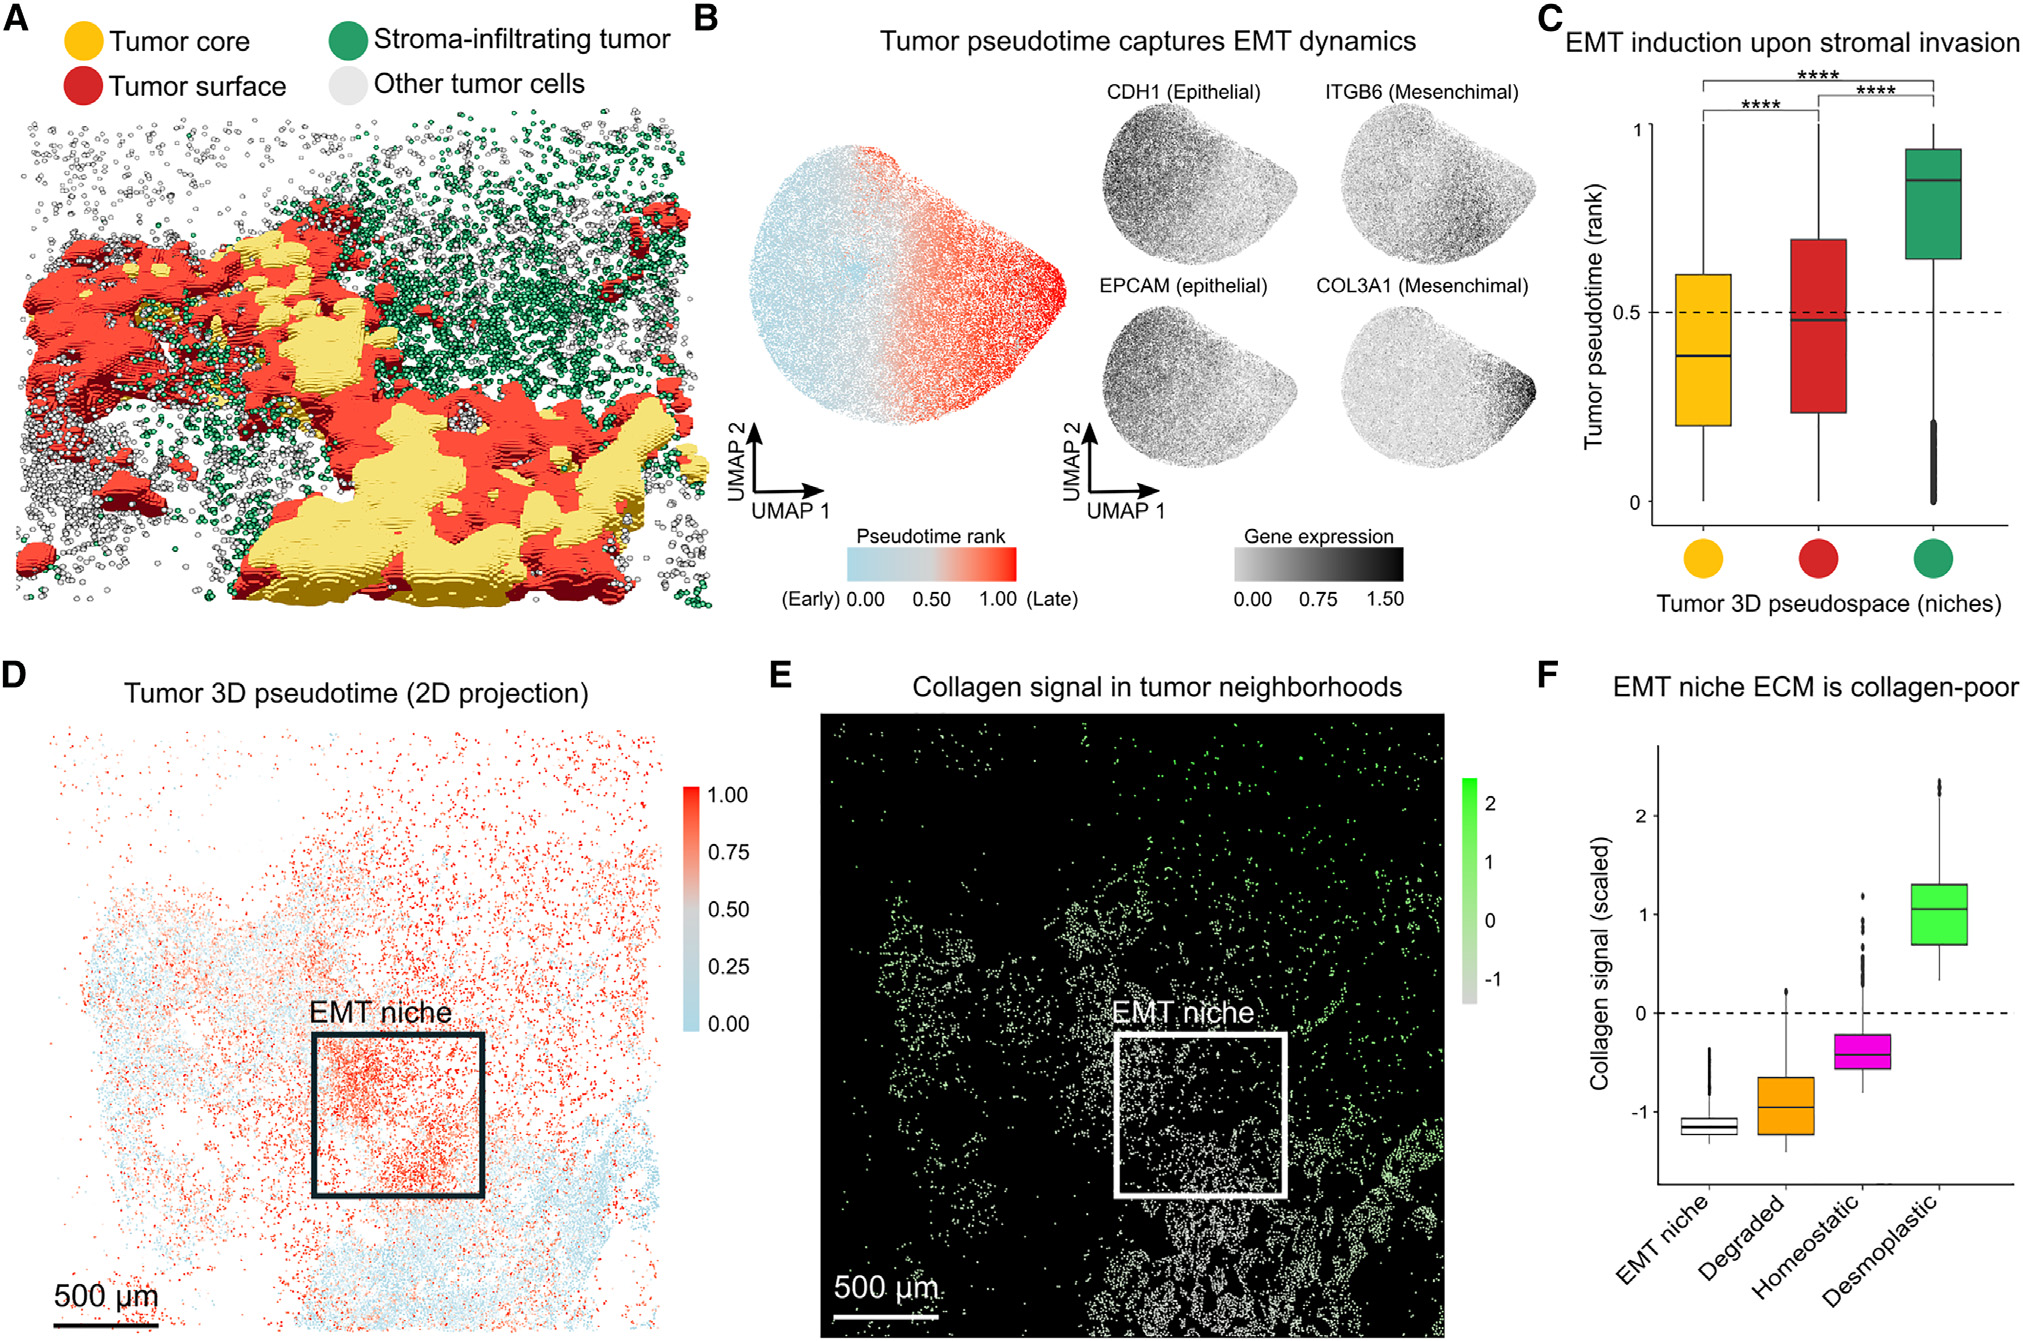 A
Tumor core
Stroma-infiltrating tumor
Tumor surface
Other tumor cells
B
Tumor pseudotime captures EMT dynamics
CDH1 (Epithelial)
ITGB6 (Mesenchimal)
EPCAM (epithelial)
COL3A1 (Mesenchimal)
UMAP 2
UMAP 1
UMAP 2
UMAP 1
Pseudotime rank
(Early) 0.00 0.50 1.00 (Late)
Gene expression
0.00 0.75 1.50
C
EMT induction upon stromal invasion
****
****
****
Tumor pseudotime (rank)
1
0.5
0
Tumor 3D pseudospace (niches)
D
Tumor 3D pseudotime (2D projection)
EMT niche
1.00
0.75
0.50
0.25
0.00
500 µm
E
Collagen signal in tumor neighborhoods
EMT niche
2
1
0
-1
500 µm
F
EMT niche ECM is collagen-poor
Collagen signal (scaled)
2
1
0
-1
EMT niche
Degraded
Homeostatic
Desmoplastic